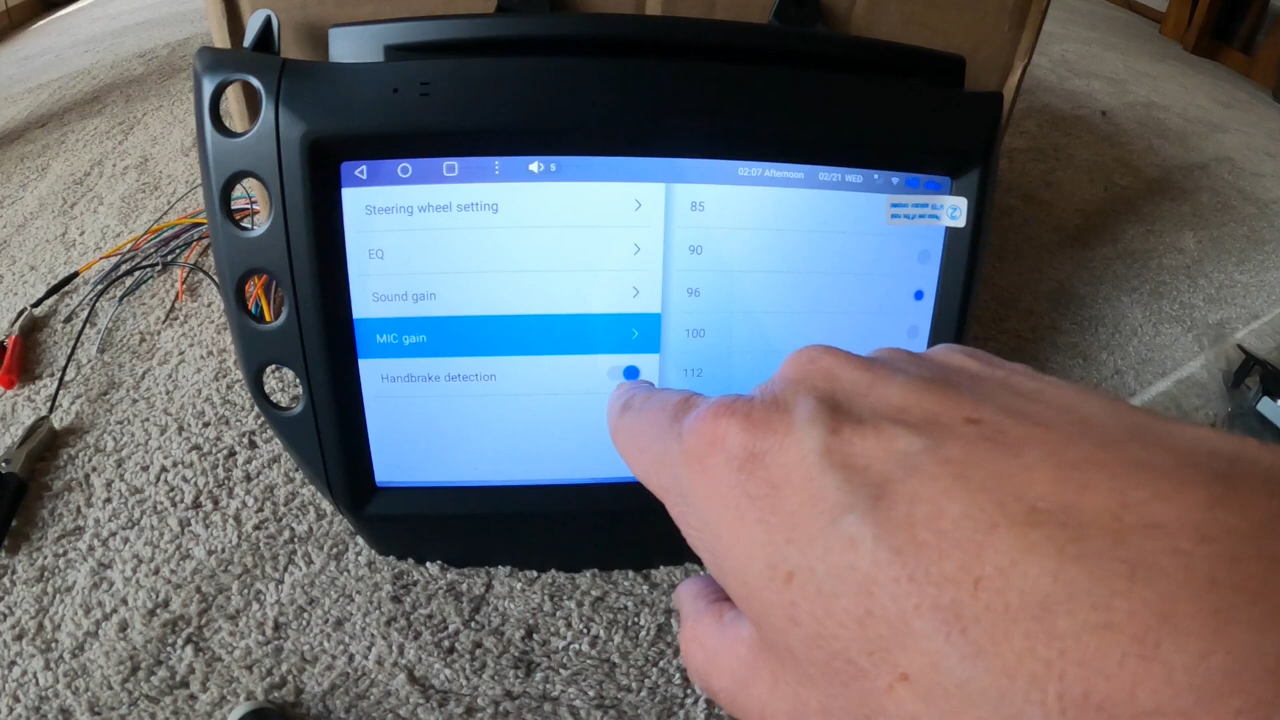 5
02:07 Afternoon 02/21 WED
Steering wheel setting
EQ
Sound gain
MIC gain
Handbrake detection
85
90
96
100
112
2